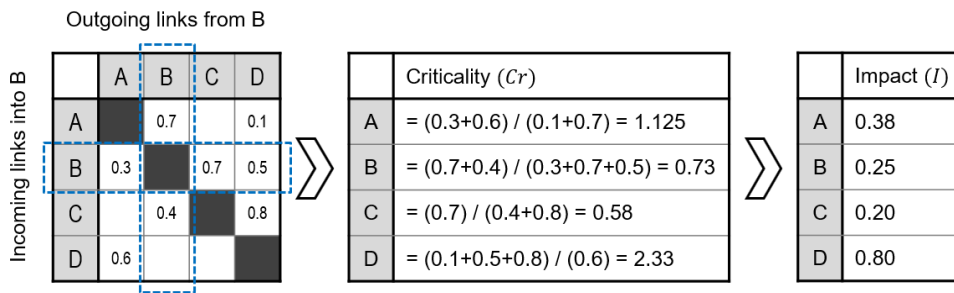 Outgoing links from B
Incoming links into B
A B C D
A 0.7 0.1
B 0.3 0.7 0.5
C 0.4 0.8
D 0.6
Criticality (Cr)
A = (0.3+0.6) / (0.1+0.7) = 1.125
B = (0.7+0.4) / (0.3+0.7+0.5) = 0.73
C = (0.7) / (0.4+0.8) = 0.58
D = (0.1+0.5+0.8) / (0.6) = 2.33
Impact (I)
A 0.38
B 0.25
C 0.20
D 0.80